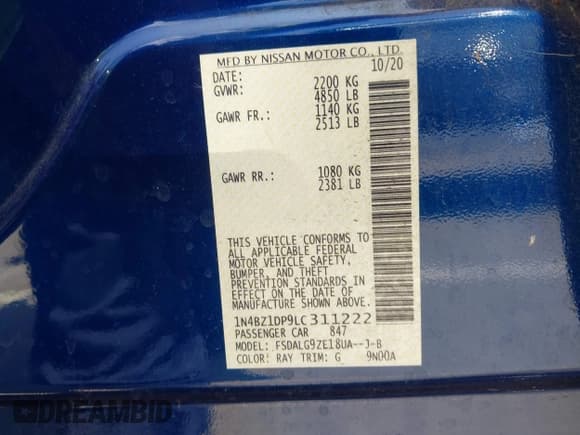 MFD BY NISSAN MOTOR CO., LTD.
DATE: 10/20
GVWR: 2200 KG
4850 LB
GAWR FR.: 1140 KG
2513 LB
GAWR RR.: 1080 KG
2381 LB
THIS VEHICLE CONFORMS TO
ALL APPLICABLE FEDERAL
MOTOR VEHICLE SAFETY,
BUMPER, AND THEFT
PREVENTION STANDARDS IN
EFFECT ON THE DATE OF
MANUFACTURE SHOWN ABOVE.
1N4BZ1DP9LC311222
PASSENGER CAR 847
MODEL: FSDALG9ZE18UA--J-B
COLOR: RAY TRIM: G 9N00A
DREAMBID